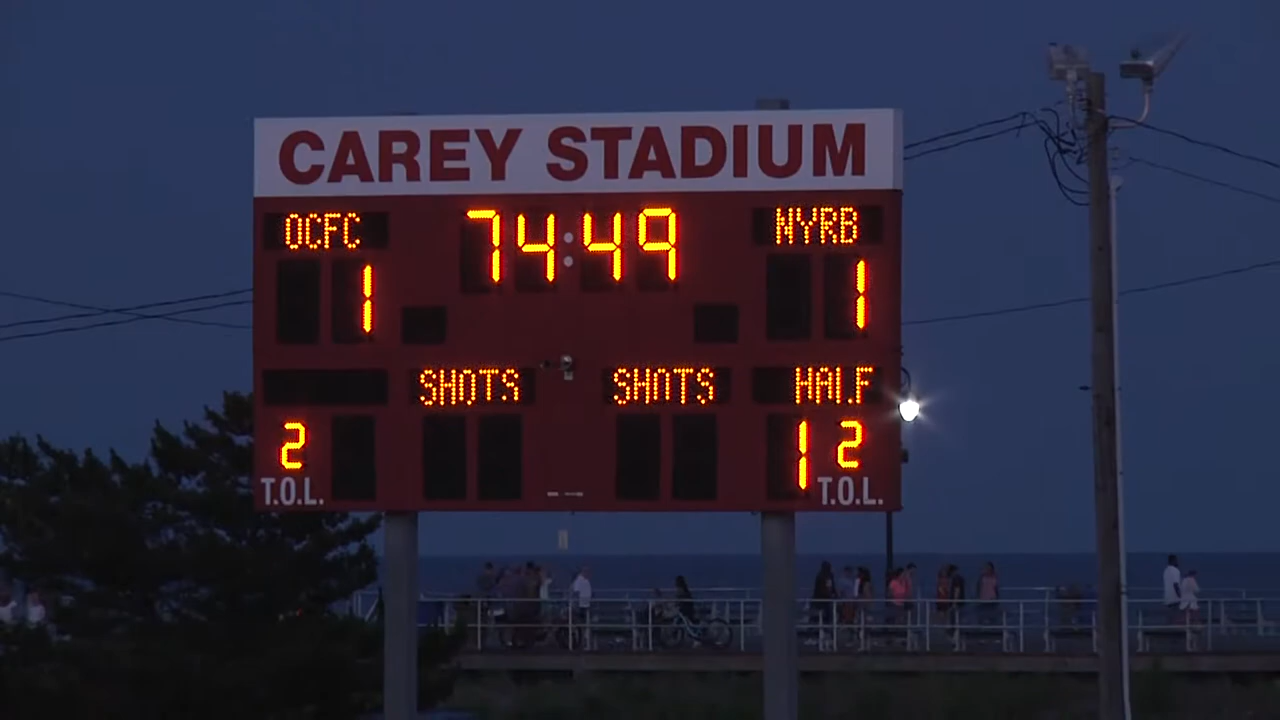 CAREY STADIUM
OCFC 74:49 NYRB
1 1
SHOTS SHOTS HALF
2 1 2
T.O.L. T.O.L.